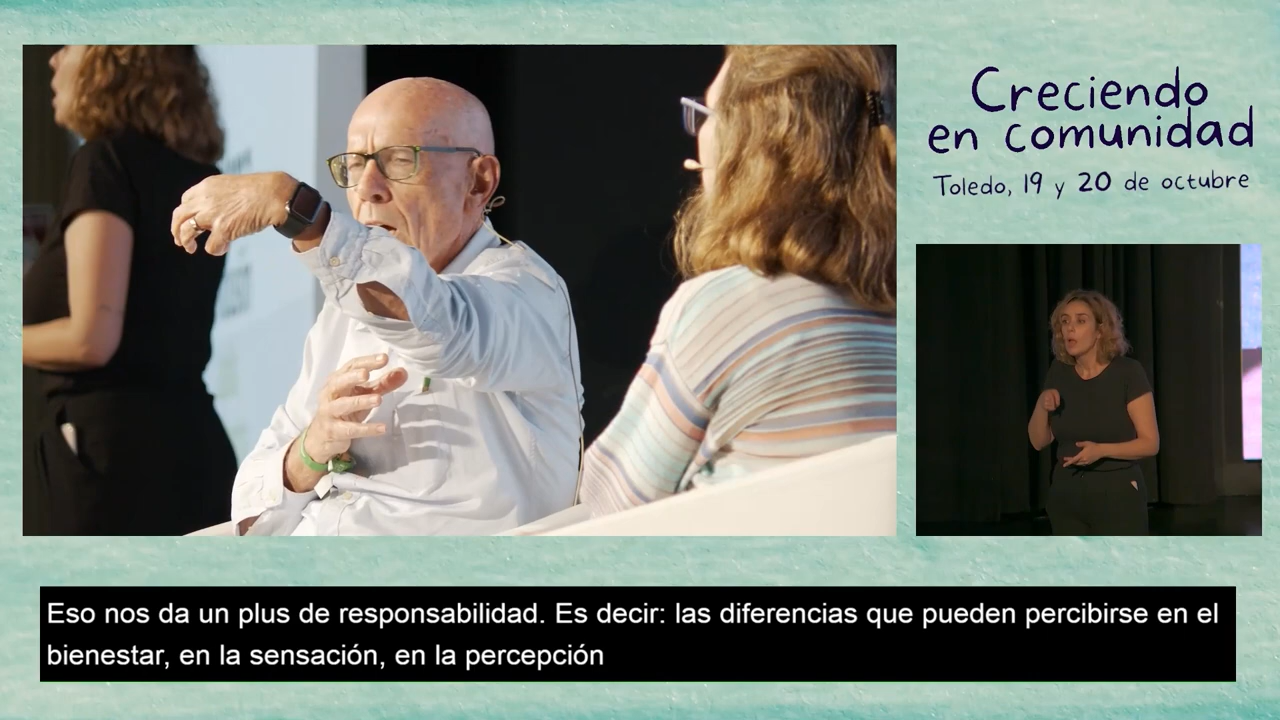 Creciendo
en comunidad
Toledo, 19 y 20 de octubre
Eso nos da un plus de responsabilidad. Es decir: las diferencias que pueden percibirse en el
bienestar, en la sensación, en la percepción